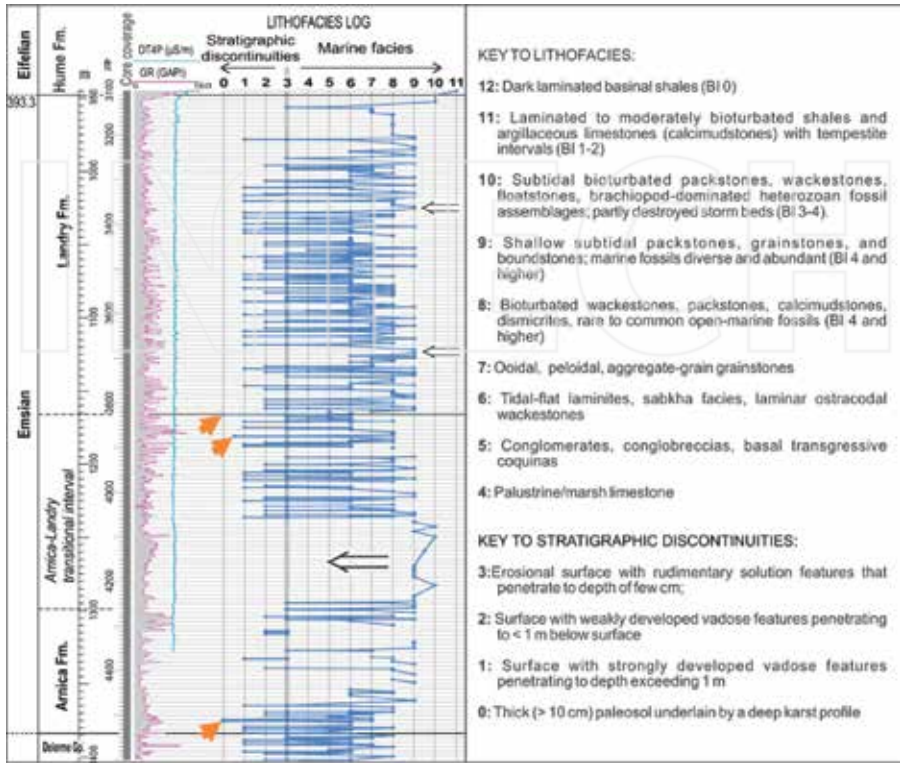 LITHOFACIES LOG
Stratigraphic discontinuities
Marine facies
Eifelian
Hume Fm.
m
Core coverage
DT4P (µS/m)
GR (GAPI)
0 1 2 3 4 5 6 7 8 9 10 11
393.3
Emsian
Landry Fm.
Arnica-Landry
transitional interval
Arnica Fm.
Delorme Gp.
950
1000
1100
1300
3200
3400
3600
4000
4200
4400
KEY TO LITHOFACIES:
12: Dark laminated basinal shales (BI 0)
11: Laminated to moderately bioturbated shales and
argillaceous limestones (calcimudstones) with tempestite
intervals (BI 1-2)
10: Subtidal bioturbated packstones, wackestones,
floatstones, brachiopod-dominated heterozoan fossil
assemblages; partly destroyed storm beds (BI 3-4).
9: Shallow subtidal packstones, grainstones, and
boundstones; marine fossils diverse and abundant (BI 4 and
higher)
8: Bioturbated wackestones, packstones, calcimudstones,
dismicrites, rare to common open-marine fossils (BI 4 and
higher)
7: Ooidal, peloidal, aggregate-grain grainstones
6: Tidal-flat laminites, sabkha facies, laminar ostracodal
wackestones
5: Conglomerates, conglobreccias, basal transgressive
coquinas
4: Palustrine/marsh limestone
KEY TO STRATIGRAPHIC DISCONTINUITIES:
3:Erosional surface with rudimentary solution features that
penetrate to depth of few cm;
2: Surface with weakly developed vadose features penetrating
to < 1 m below surface
1: Surface with strongly developed vadose features
penetrating to depth exceeding 1 m
0: Thick (> 10 cm) paleosol underlain by a deep karst profile